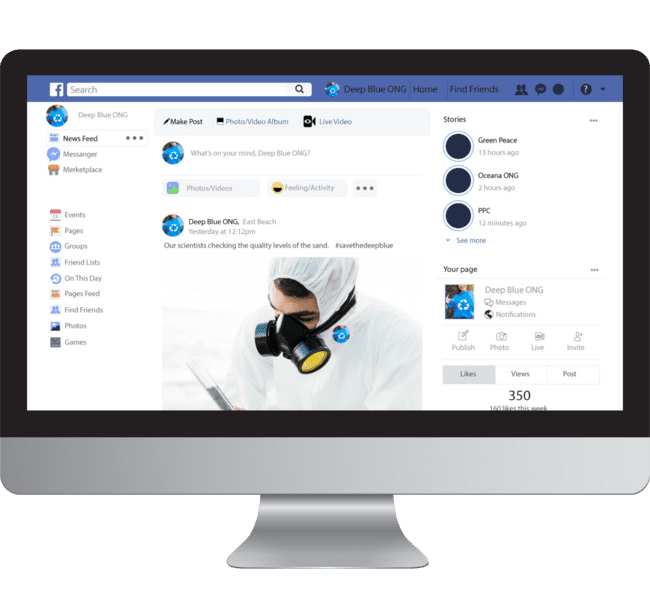 f Search Deep Blue ONG Home Find Friends ?
Deep Blue ONG
News Feed
Messanger
Merketplace
Events
Pages
Groups
Friend Lists
On This Day
Pages Feed
Find Friends
Photos
Games
Make Post Photo/Video Album Live Video
What's on your mind, Deep Blue ONG?
Photos/Videos Feeling/Activity
Deep Blue ONG, East Beach
Yesterday at 12:12pm
Our scientists checking the quality levels of the sand. #savethedeepblue
Stories
Green Peace
13 hours ago
Oceana ONG
2 hours ago
PPC
12 minutes ago
See more
Your page
Deep Blue ONG
Messages
Notifications
Publish Photo Live Invite
Likes Views Post
350
160 likes this week